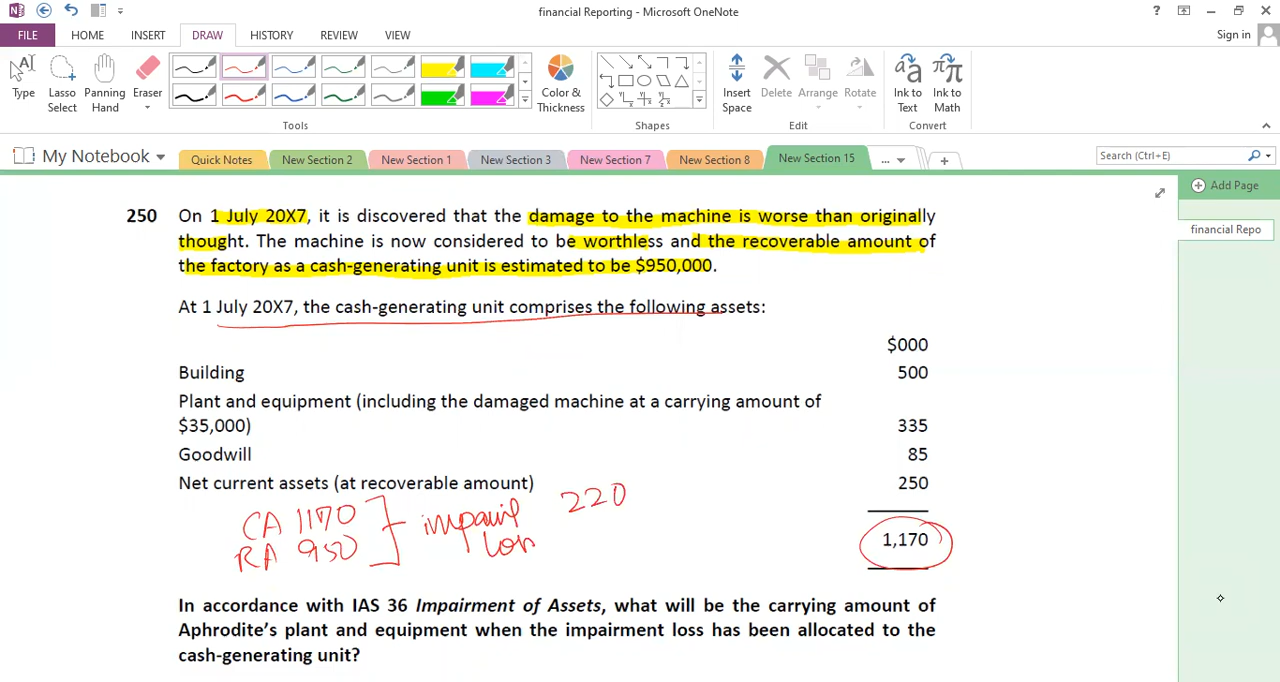 financial Reporting - Microsoft OneNote
?
FILE HOME INSERT DRAW HISTORY REVIEW VIEW
Sign in
Type
Lasso Select
Panning Hand
Eraser
Color & Thickness
Insert Space
Delete
Arrange
Rotate
Ink to Text
Ink to Math
Tools
Shapes
Edit
Convert
My Notebook
Quick Notes
New Section 2
New Section 1
New Section 3
New Section 7
New Section 8
New Section 15
...
Search (Ctrl+E)
Add Page
financial Repo
250 On 1 July 20X7, it is discovered that the damage to the machine is worse than originally
thought. The machine is now considered to be worthless and the recoverable amount of
the factory as a cash-generating unit is estimated to be $950,000.
At 1 July 20X7, the cash-generating unit comprises the following assets:
$000
Building 500
Plant and equipment (including the damaged machine at a carrying amount of
$35,000) 335
Goodwill 85
Net current assets (at recoverable amount) 250
CA 1170
RA 950
impair
loss
220
1,170
In accordance with IAS 36 Impairment of Assets, what will be the carrying amount of
Aphrodite's plant and equipment when the impairment loss has been allocated to the
cash-generating unit?